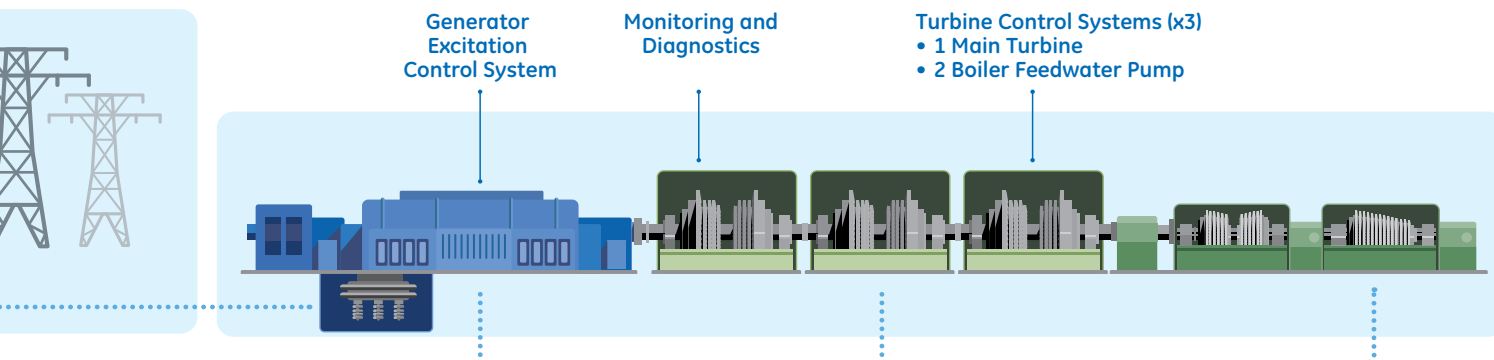 Generator
Excitation
Control System
Monitoring and
Diagnostics
Turbine Control Systems (x3)
• 1 Main Turbine
• 2 Boiler Feedwater Pump